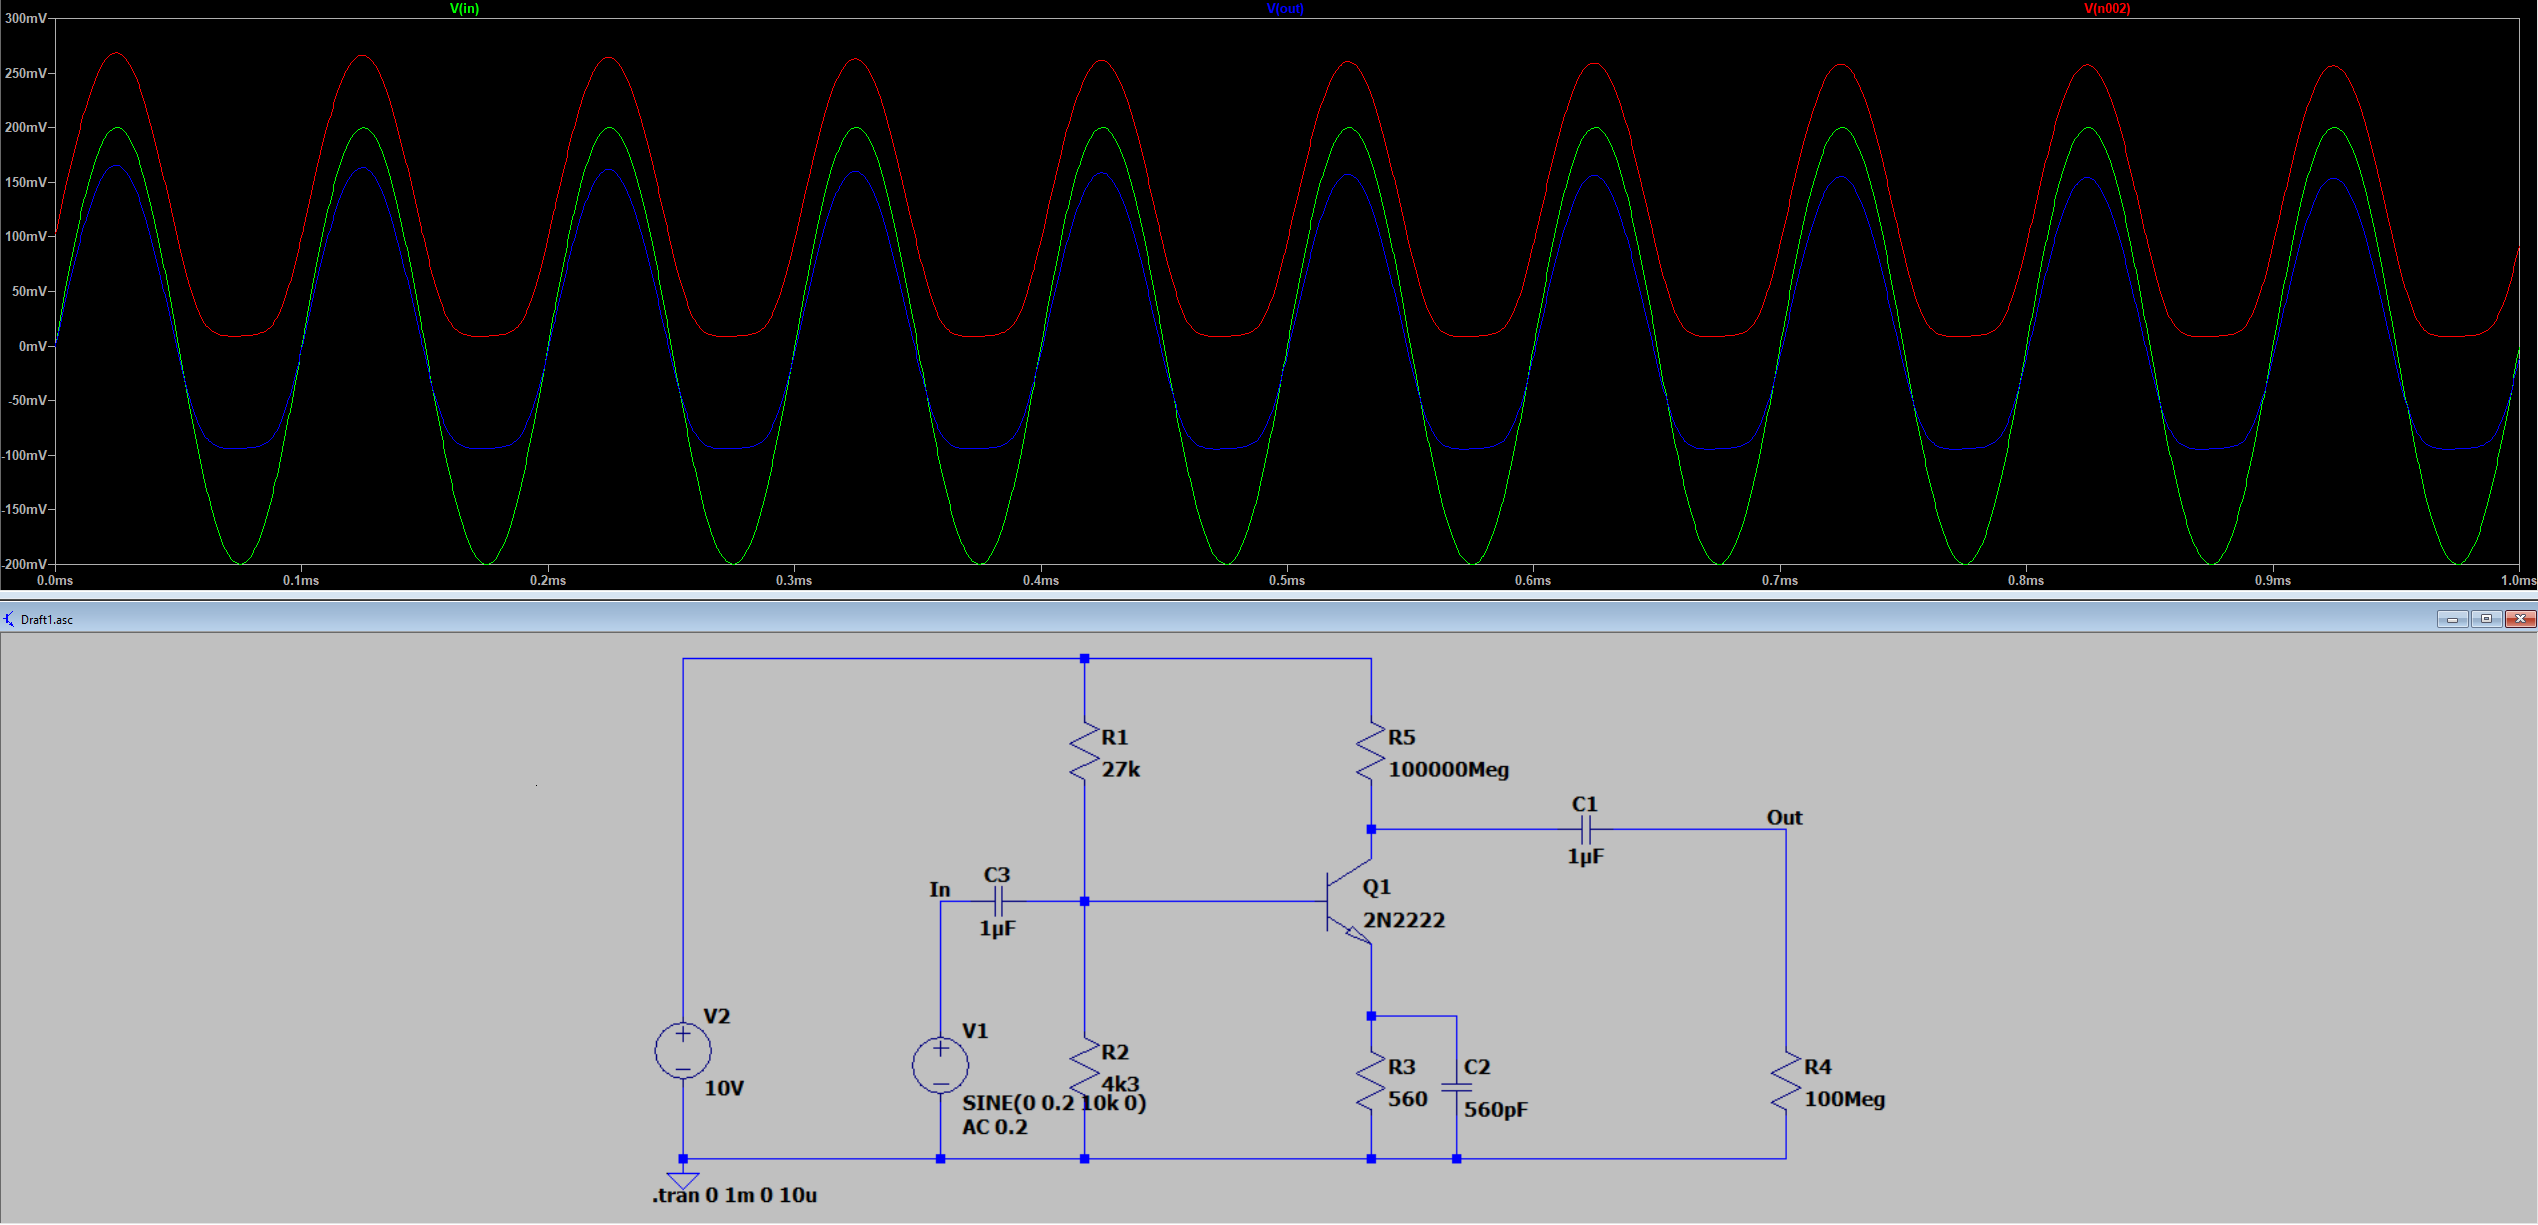 V(in) V(out) V(n002)
300mV
250mV
200mV
150mV
100mV
50mV
0mV
-50mV
-100mV
-150mV
-200mV
0.0ms 0.1ms 0.2ms 0.3ms 0.4ms 0.5ms 0.6ms 0.7ms 0.8ms 0.9ms 1.0ms
Draft1.asc
R1
27k
R5
100000Meg
C1
1µF
Out
In
C3
1µF
Q1
2N2222
V2
10V
V1
SINE(0 0.2 10k 0)
AC 0.2
R2
4k3
R3
560
C2
560pF
R4
100Meg
.tran 0 1m 0 10u